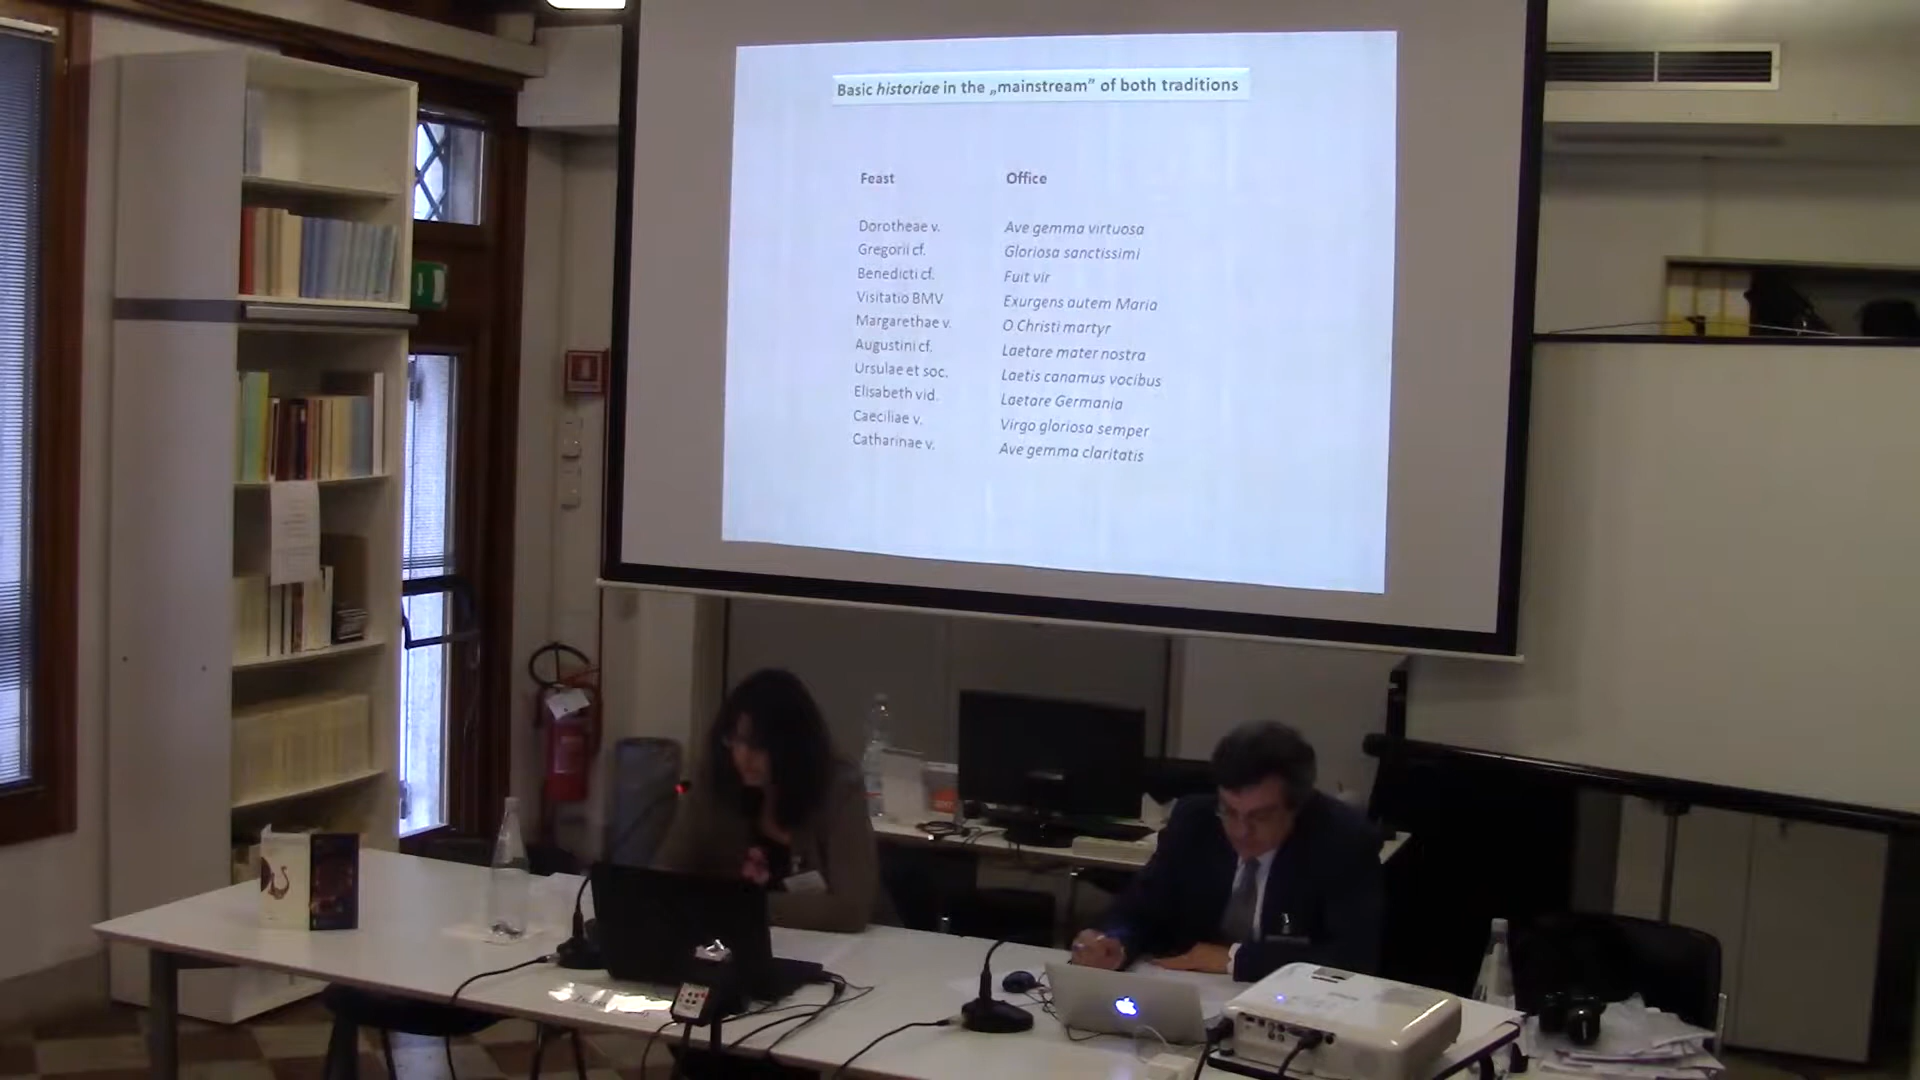 Basic historiae in the „mainstream” of both traditions
Feast Office
Dorotheae v. Ave gemma virtuosa
Gregorii cf. Gloriosa sanctissimi
Benedicti cf. Fuit vir
Visitatio BMV Exurgens autem Maria
Margarethae v. O Christi martyr
Augustini cf. Laetare mater nostra
Ursulae et soc. Laetis canamus vocibus
Elisabeth vid. Laetare Germania
Caeciliae v. Virgo gloriosa semper
Catharinae v. Ave gemma claritatis